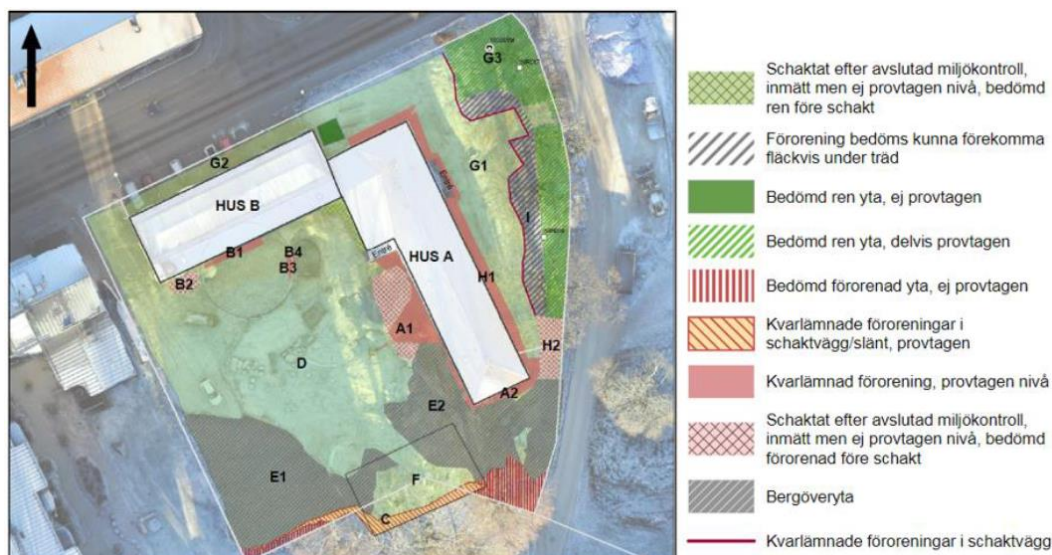 G3
G2
G1
HUS B
Entré
I
B1
B4
HUS A
Entré
B3
B2
H1
A1
H2
D
A2
E2
E1
F
C
Schaktat efter avslutad miljökontroll,
inmätt men ej provtagen nivå, bedömd
ren före schakt
Förorening bedöms kunna förekomma
fläckvis under träd
Bedömd ren yta, ej provtagen
Bedömd ren yta, delvis provtagen
Bedömd förorenad yta, ej provtagen
Kvarlämnade föroreningar i
schaktvägg/slänt, provtagen
Kvarlämnad förorening, provtagen nivå
Schaktat efter avslutad miljökontroll,
inmätt men ej provtagen nivå, bedömd
förorenad före schakt
Bergöveryta
Kvarlämnade föroreningar i schaktvägg